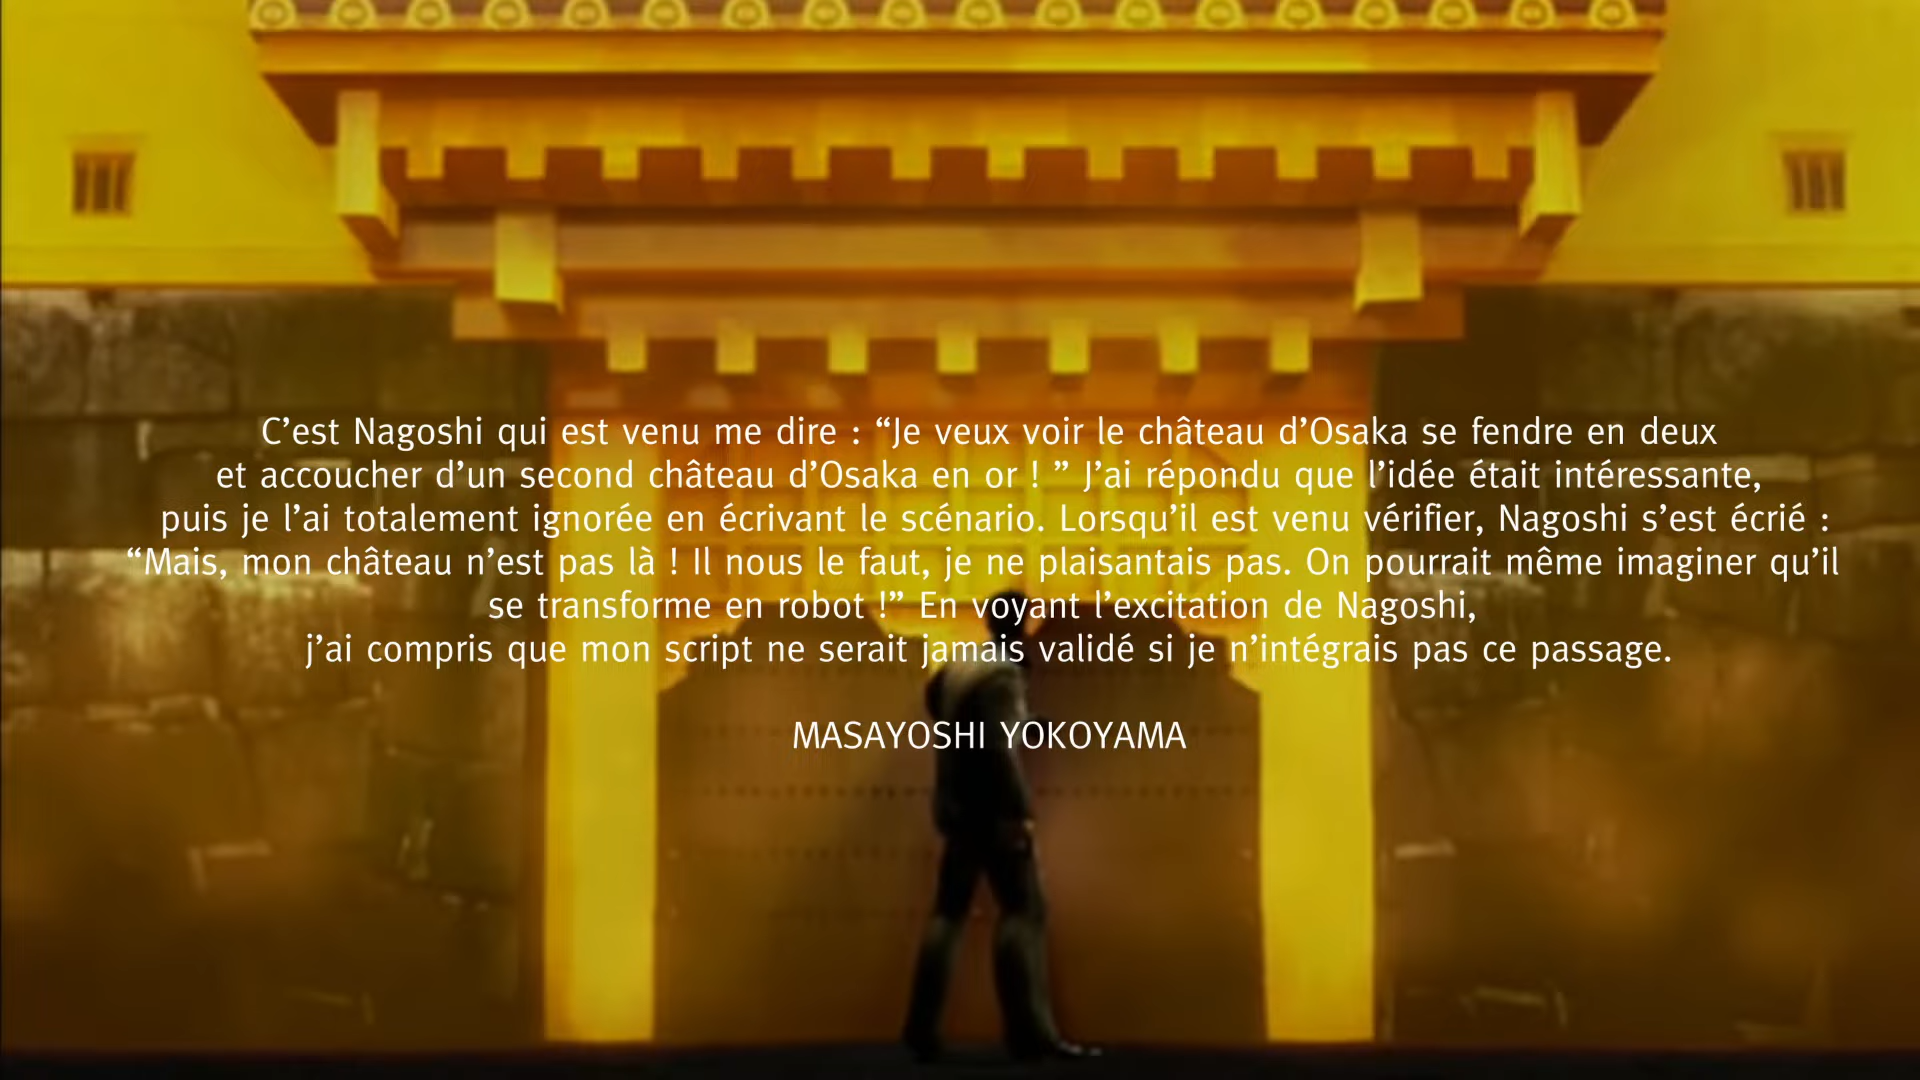 C’est Nagoshi qui est venu me dire : “Je veux voir le château d’Osaka se fendre en deux
et accoucher d’un second château d’Osaka en or ! ” J’ai répondu que l’idée était intéressante,
puis je l’ai totalement ignorée en écrivant le scénario. Lorsqu’il est venu vérifier, Nagoshi s’est écrié :
“Mais, mon château n’est pas là ! Il nous le faut, je ne plaisantais pas. On pourrait même imaginer qu’il
se transforme en robot !” En voyant l’excitation de Nagoshi,
j’ai compris que mon script ne serait jamais validé si je n’intégrais pas ce passage.
MASAYOSHI YOKOYAMA